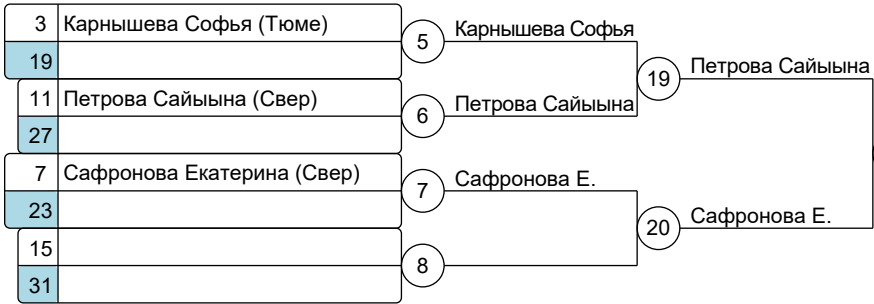 3 Карнышева Софья (Тюме)
19
5 Карнышева Софья
11 Петрова Сайыына (Свер)
27
6 Петрова Сайыына
19 Петрова Сайыына
7 Сафронова Екатерина (Свер)
23
7 Сафронова Е.
15
31
8
20 Сафронова Е.